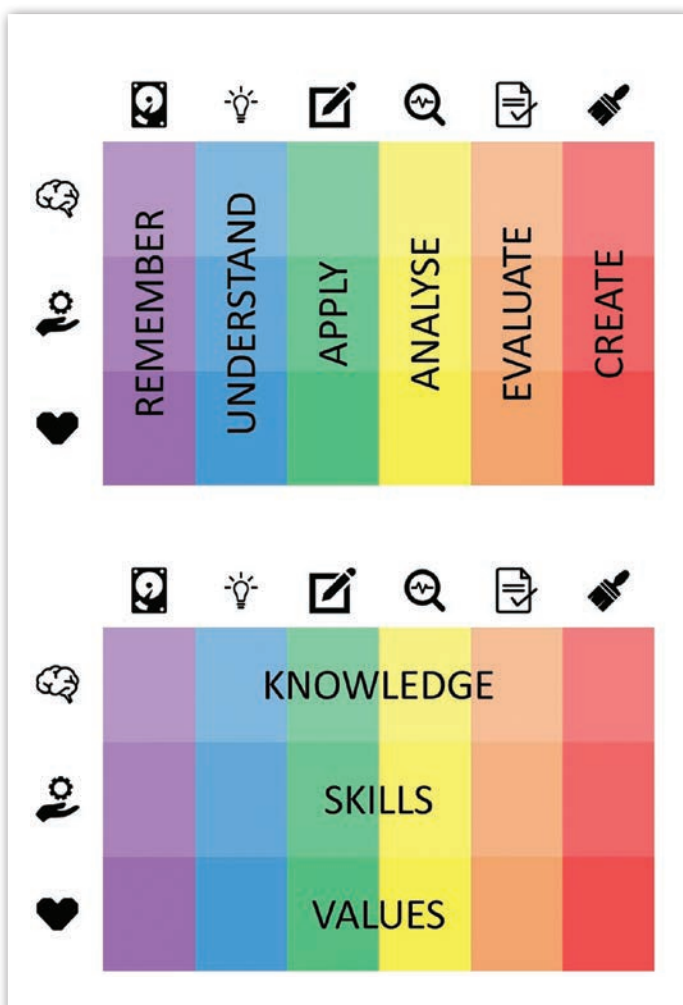 REMEMBER
UNDERSTAND
APPLY
ANALYSE
EVALUATE
CREATE
KNOWLEDGE
SKILLS
VALUES